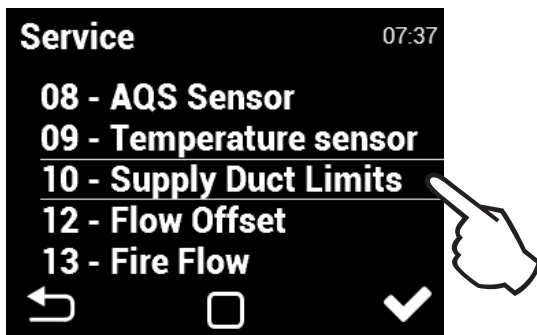 Service 07:37
08 - AQS Sensor
09 - Temperature sensor
10 - Supply Duct Limits
12 - Flow Offset
13 - Fire Flow